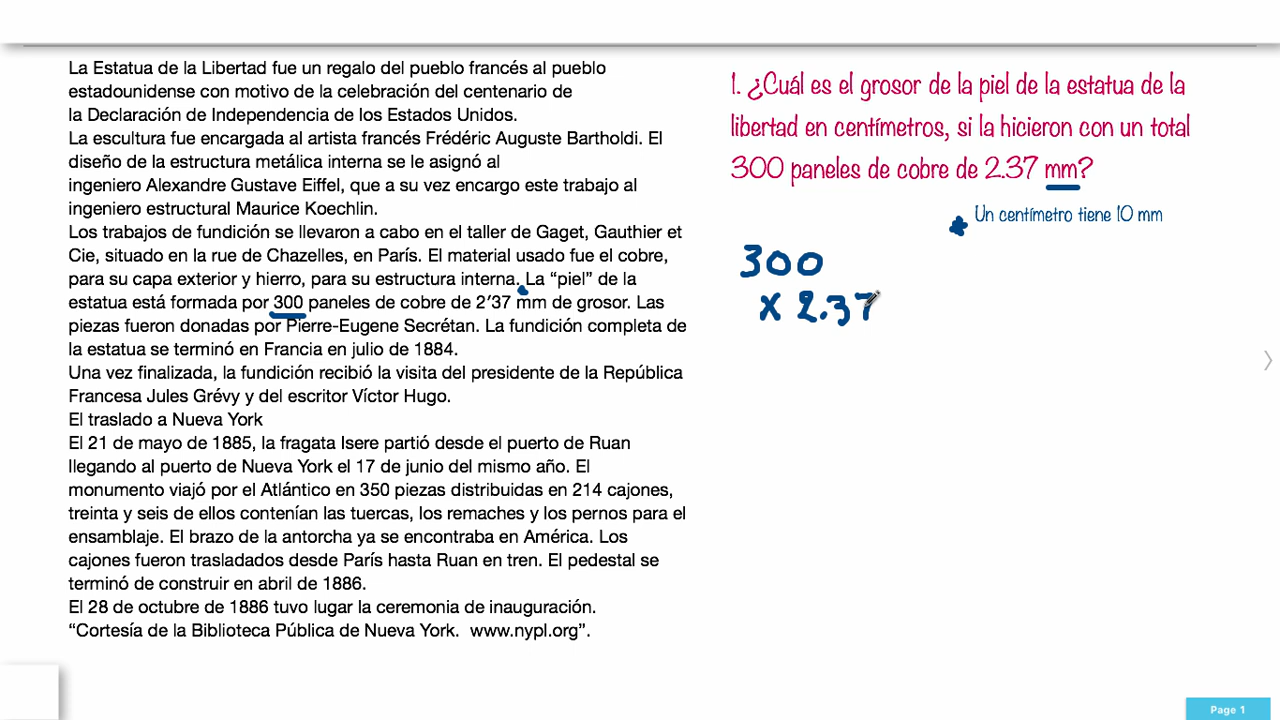 La Estatua de la Libertad fue un regalo del pueblo francés al pueblo
estadounidense con motivo de la celebración del centenario de
la Declaración de Independencia de los Estados Unidos.
La escultura fue encargada al artista francés Frédéric Auguste Bartholdi. El
diseño de la estructura metálica interna se le asignó al
ingeniero Alexandre Gustave Eiffel, que a su vez encargo este trabajo al
ingeniero estructural Maurice Koechlin.
Los trabajos de fundición se llevaron a cabo en el taller de Gaget, Gauthier et
Cie, situado en la rue de Chazelles, en París. El material usado fue el cobre,
para su capa exterior y hierro, para su estructura interna. La “piel” de la
estatua está formada por 300 paneles de cobre de 2′37 mm de grosor. Las
piezas fueron donadas por Pierre-Eugene Secrétan. La fundición completa de
la estatua se terminó en Francia en julio de 1884.
Una vez finalizada, la fundición recibió la visita del presidente de la República
Francesa Jules Grévy y del escritor Víctor Hugo.
El traslado a Nueva York
El 21 de mayo de 1885, la fragata Isere partió desde el puerto de Ruan
llegando al puerto de Nueva York el 17 de junio del mismo año. El
monumento viajó por el Atlántico en 350 piezas distribuidas en 214 cajones,
treinta y seis de ellos contenían las tuercas, los remaches y los pernos para el
ensamblaje. El brazo de la antorcha ya se encontraba en América. Los
cajones fueron trasladados desde París hasta Ruan en tren. El pedestal se
terminó de construir en abril de 1886.
El 28 de octubre de 1886 tuvo lugar la ceremonia de inauguración.
“Cortesía de la Biblioteca Pública de Nueva York. www.nypl.org”.
1. ¿Cuál es el grosor de la piel de la estatua de la
libertad en centímetros, si la hicieron con un total
300 paneles de cobre de 2.37 mm?
Un centímetro tiene 10 mm
300
x 2.37
Page 1